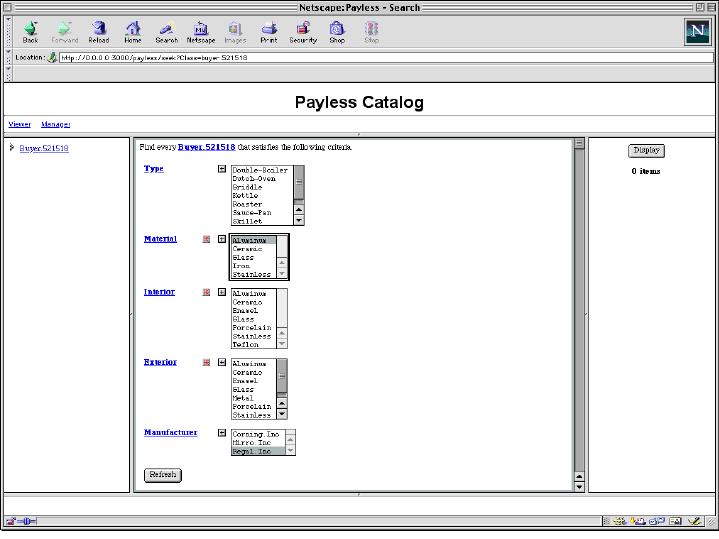 Netscape: Payless - Search
Back Forward Reload Home Search Netscape Images Print Security Shop Stop
N
Location: http://0.0.0.0:3000/payless/seek?Class=buyer.521518
Payless Catalog
Viewer Manager
Buyer.521518
Find every Buyer.521518 that satisfies the following criteria.
Display
0 items
Type
Double-Boiler
Dutch-Oven
Griddle
Kettle
Roaster
Sauce-Pan
Skillet
Material
Aluminum
Ceramic
Glass
Iron
Stainless
Interior
Aluminum
Ceramic
Enamel
Glass
Porcelain
Stainless
Teflon
Exterior
Aluminum
Ceramic
Enamel
Glass
Metal
Porcelain
Stainless
Manufacturer
Corning.Inc
Mirro.Inc
Regal.Inc
Refresh